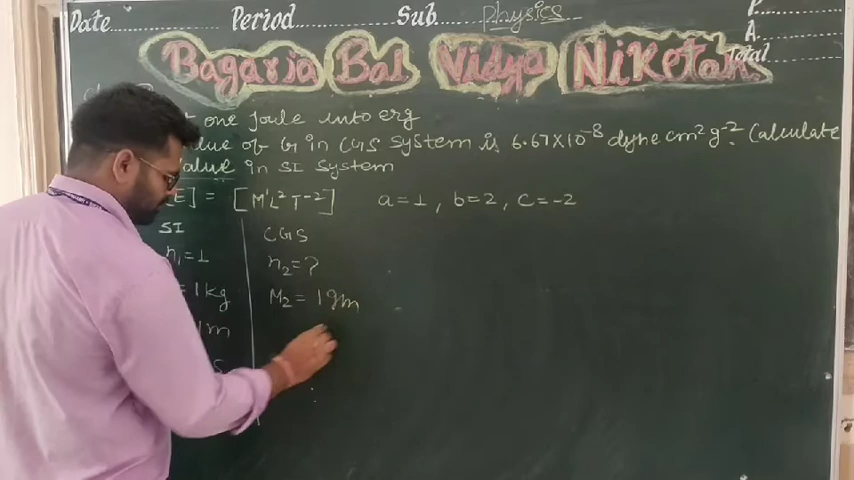 Date Period Sub Physics P.
A.
Total
Bagaria Bal Vidya Niketan
one Joule into erg
value of G in CGS System is 6.67×10⁻⁸ dyne cm² g⁻². Calculate
value in SI System
E] = [M¹L²T⁻²] a=1, b=2, c=-2
SI CGS
n₁=1 n₂=?
1kg M₂= 1gm
1m
s